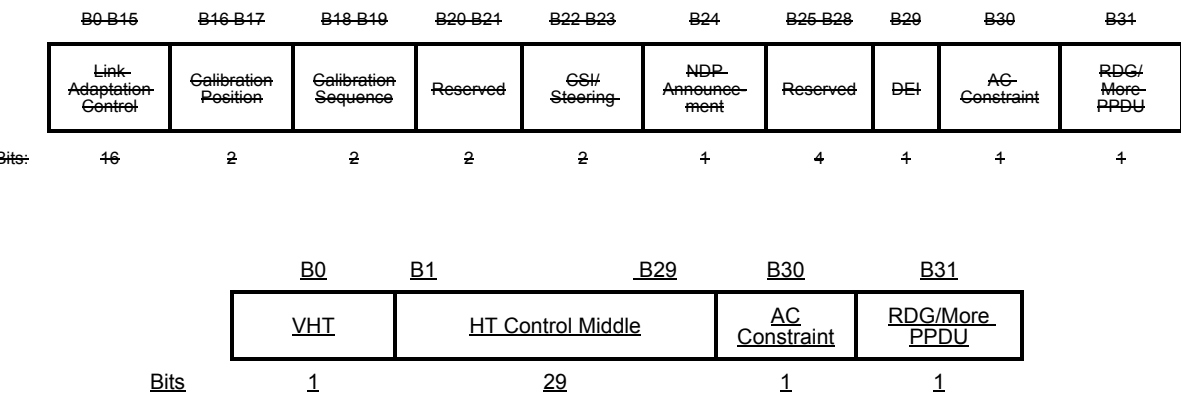 B0 B15 B16 B17 B18 B19 B20 B21 B22 B23 B24 B25 B28 B29 B30 B31
Link Adaptation Control Calibration Position Calibration Sequence Reserved CSI/ Steering NDP Announce- ment Reserved DEI AC Constraint RDG/ More PPDU
Bits: 16 2 2 2 2 1 4 1 1 1
B0 B1 B29 B30 B31
VHT HT Control Middle AC Constraint RDG/More PPDU
Bits 1 29 1 1